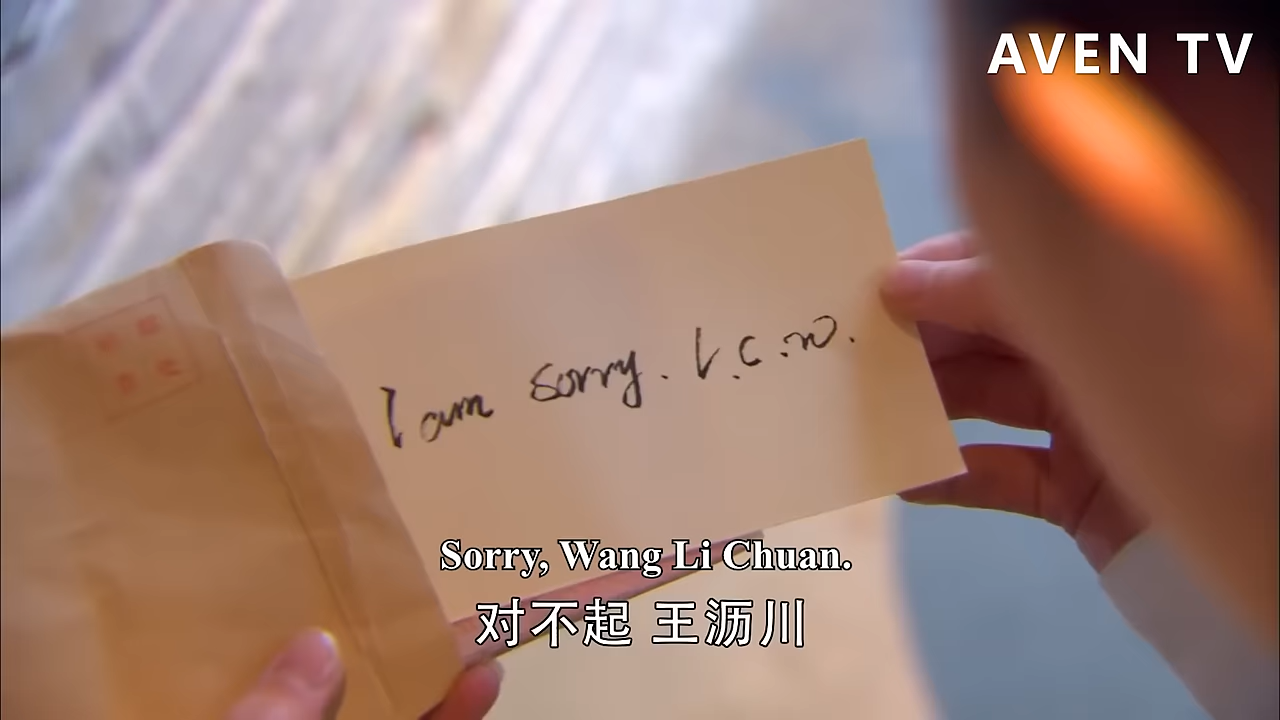 AVEN TV
I am sorry. L.C.W.
Sorry, Wang Li Chuan.
对不起 王沥川